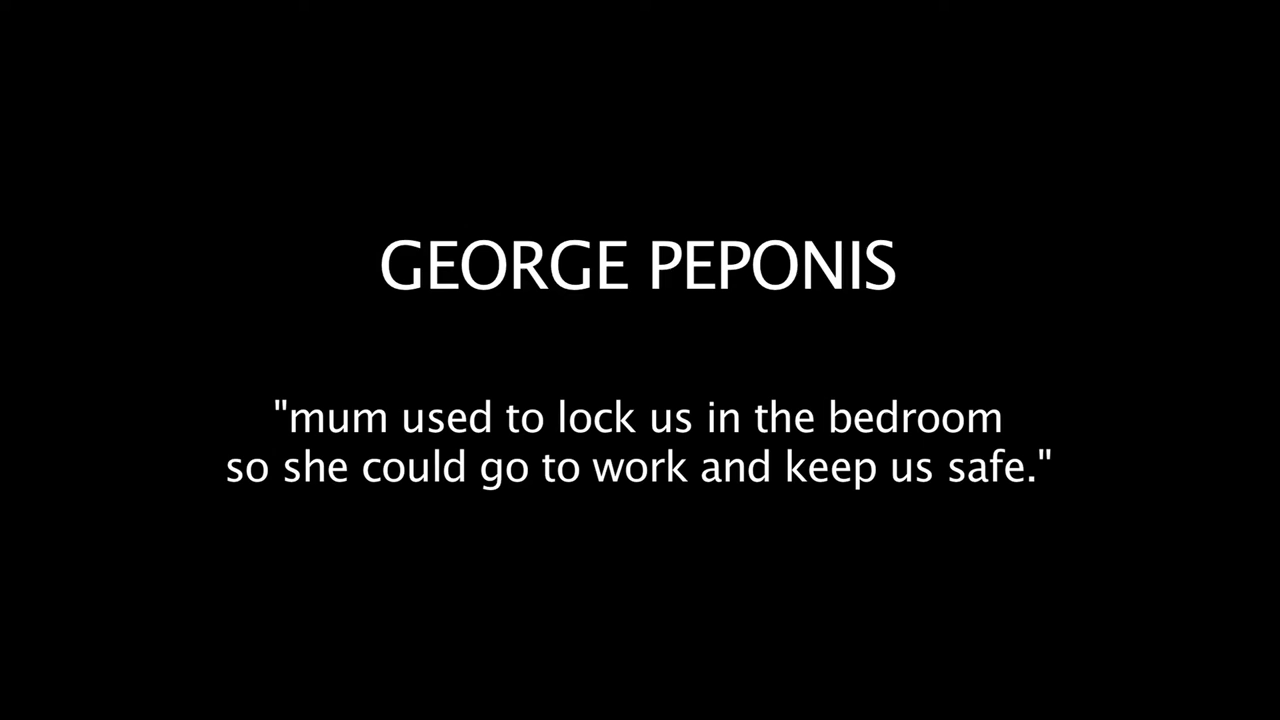 GEORGE PEPONIS
"mum used to lock us in the bedroom
so she could go to work and keep us safe."